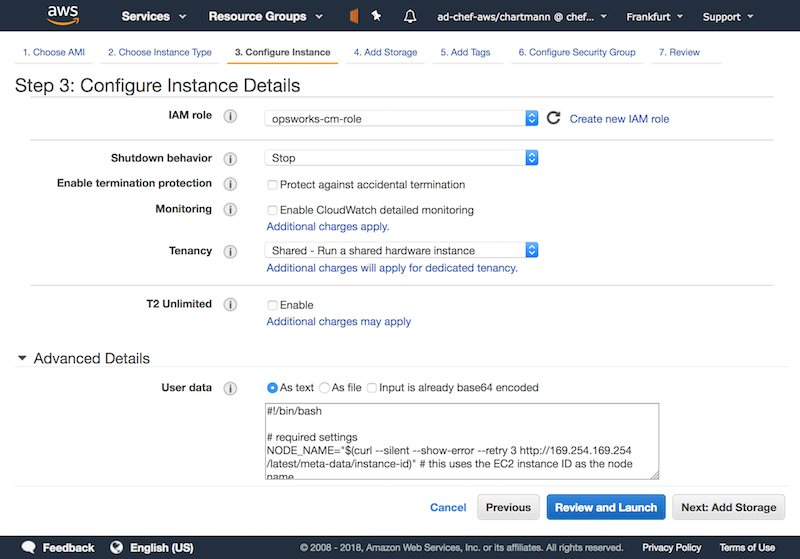 aws
Services
Resource Groups
ad-chef-aws/chartmann @ chef...
Frankfurt
Support
1. Choose AMI
2. Choose Instance Type
3. Configure Instance
4. Add Storage
5. Add Tags
6. Configure Security Group
7. Review
Step 3: Configure Instance Details
IAM role
opsworks-cm-role
Create new IAM role
Shutdown behavior
Stop
Enable termination protection
Protect against accidental termination
Monitoring
Enable CloudWatch detailed monitoring
Additional charges apply.
Tenancy
Shared - Run a shared hardware instance
Additional charges will apply for dedicated tenancy.
T2 Unlimited
Enable
Additional charges may apply
Advanced Details
User data
As text
As file
Input is already base64 encoded
#!/bin/bash
# required settings
NODE_NAME="$(curl --silent --show-error --retry 3 http://169.254.169.254
/latest/meta-data/instance-id)" # this uses the EC2 instance ID as the node
name
Cancel
Previous
Review and Launch
Next: Add Storage
Feedback
English (US)
© 2008 - 2018, Amazon Web Services, Inc. or its affiliates. All rights reserved.
Privacy Policy
Terms of Use